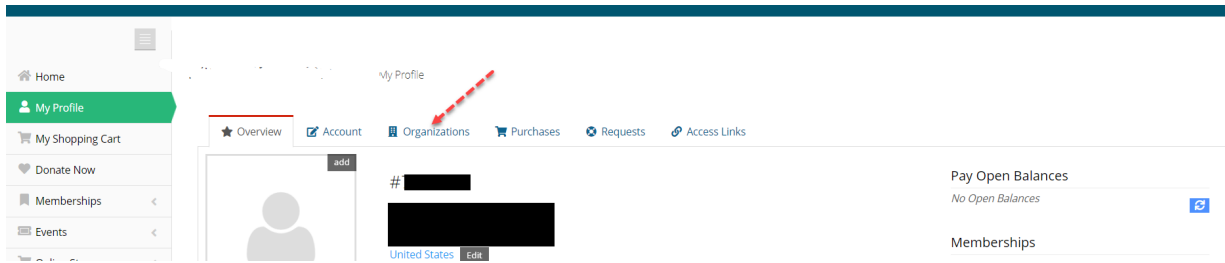 Home
My Profile
My Profile
My Shopping Cart
Donate Now
Memberships
Events
Overview
Account
Organizations
Purchases
Requests
Access Links
add
#
United States
Edit
Pay Open Balances
No Open Balances
Memberships